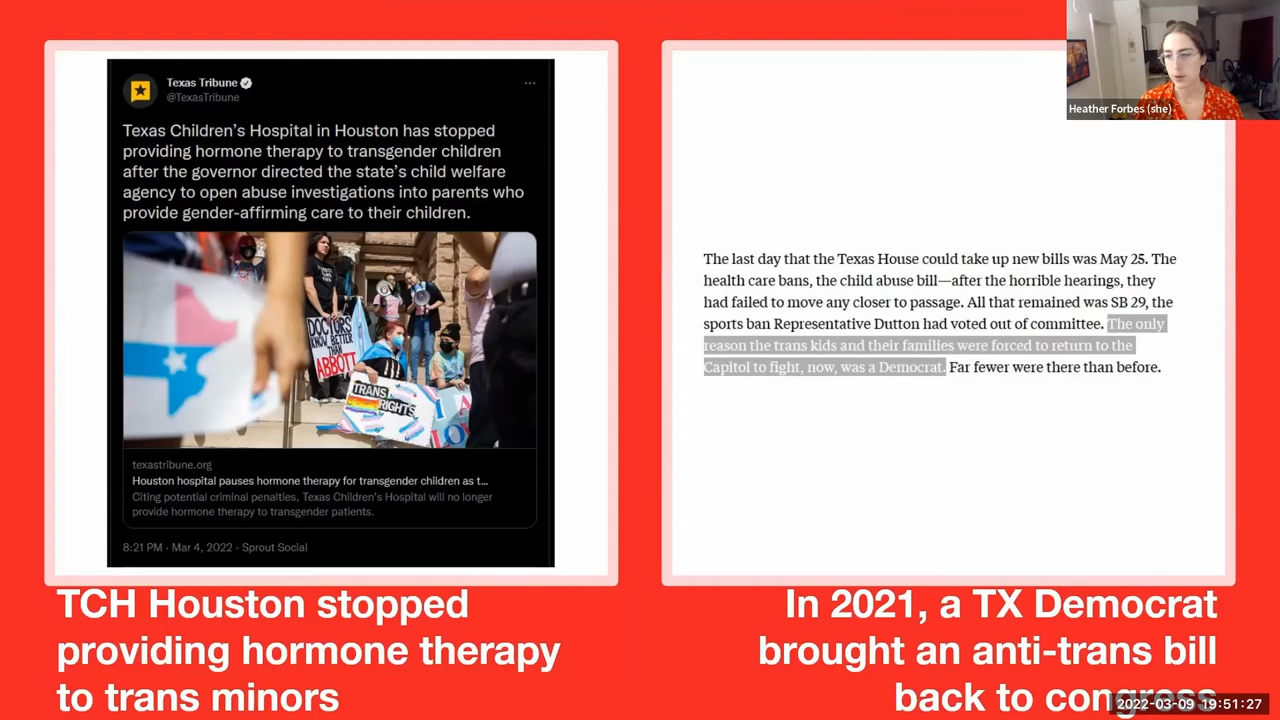 Texas Tribune
@TexasTribune
Texas Children's Hospital in Houston has stopped
providing hormone therapy to transgender children
after the governor directed the state's child welfare
agency to open abuse investigations into parents who
provide gender-affirming care to their children.
DOCTORS
KNOW BETTER
THAN
ABBOTT
TRANS
RIGHTS
texastribune.org
Houston hospital pauses hormone therapy for transgender children as t...
Citing potential criminal penalties, Texas Children's Hospital will no longer
provide hormone therapy to transgender patients.
8:21 PM · Mar 4, 2022 · Sprout Social
TCH Houston stopped
providing hormone therapy
to trans minors
Heather Forbes (she)
The last day that the Texas House could take up new bills was May 25. The
health care bans, the child abuse bill—after the horrible hearings, they
had failed to move any closer to passage. All that remained was SB 29, the
sports ban Representative Dutton had voted out of committee. The only
reason the trans kids and their families were forced to return to the
Capitol to fight, now, was a Democrat. Far fewer were there than before.
In 2021, a TX Democrat
brought an anti-trans bill
back to congress
2022-03-09 19:51:27